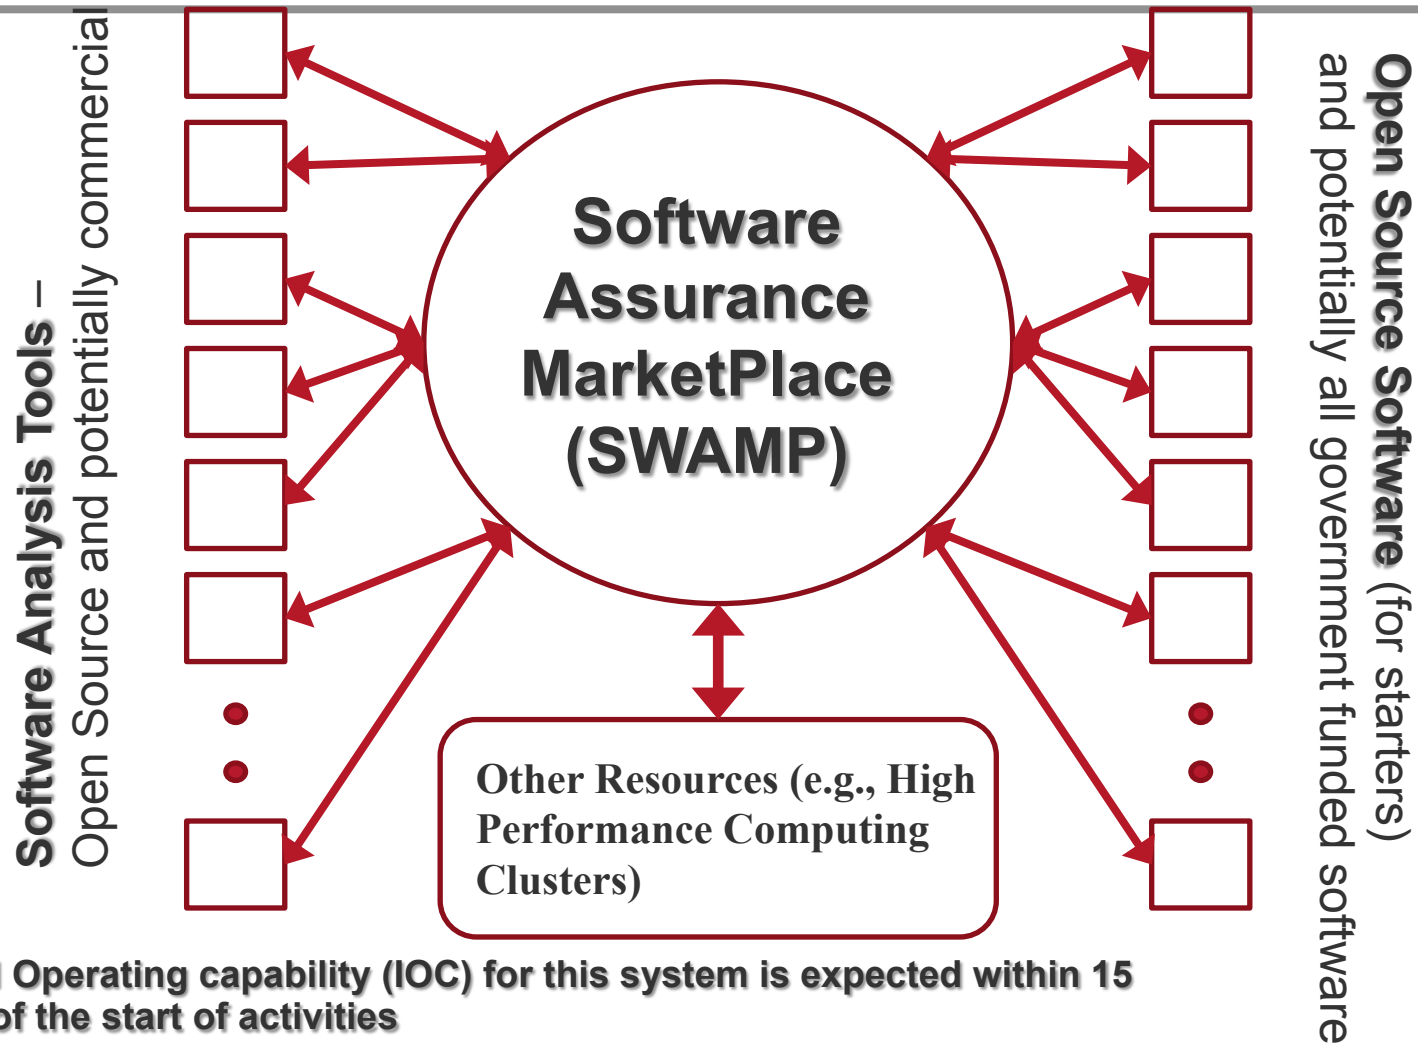 Software Analysis Tools –
Open Source and potentially commercial
Software
Assurance
MarketPlace
(SWAMP)
Other Resources (e.g., High
Performance Computing
Clusters)
Open Source Software (for starters)
and potentially all government funded software
Operating capability (IOC) for this system is expected within 15
of the start of activities